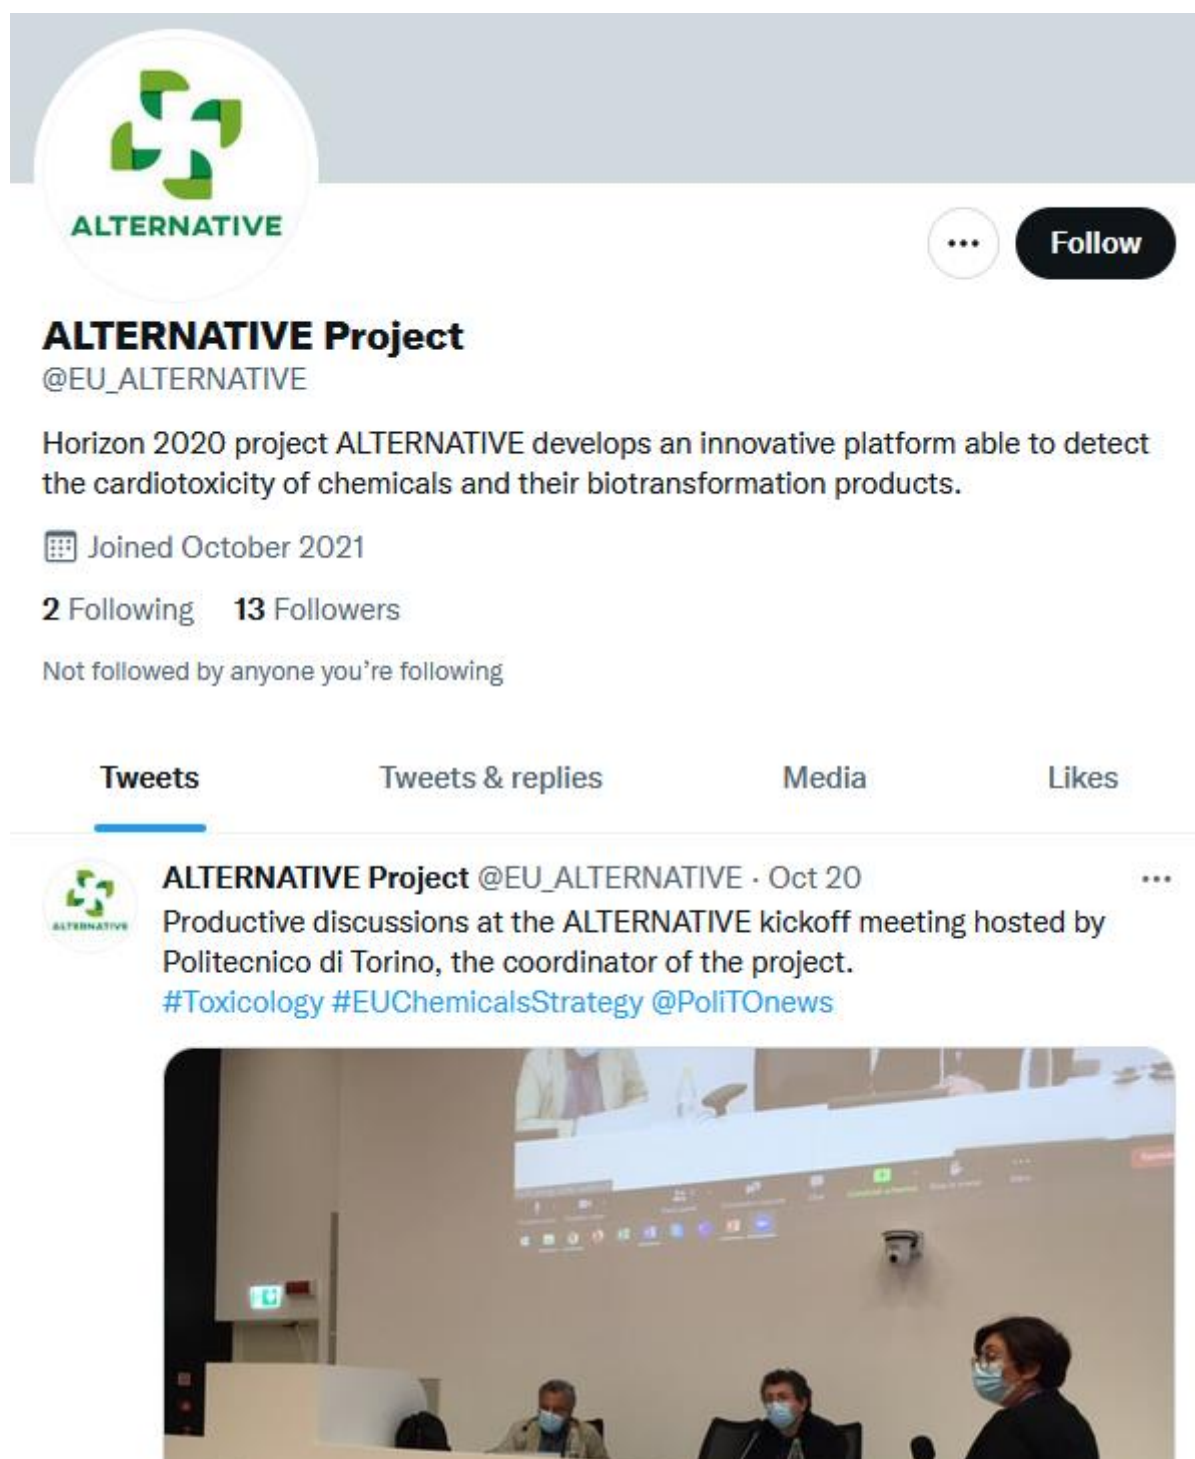 ALTERNATIVE
Follow
ALTERNATIVE Project
@EU_ALTERNATIVE
Horizon 2020 project ALTERNATIVE develops an innovative platform able to detect
the cardiotoxicity of chemicals and their biotransformation products.
Joined October 2021
2 Following 13 Followers
Not followed by anyone you’re following
Tweets Tweets & replies Media Likes
ALTERNATIVE Project @EU_ALTERNATIVE · Oct 20
ALTERNATIVE
Productive discussions at the ALTERNATIVE kickoff meeting hosted by
Politecnico di Torino, the coordinator of the project.
#Toxicology #EUChemicalsStrategy @PoliTOnews